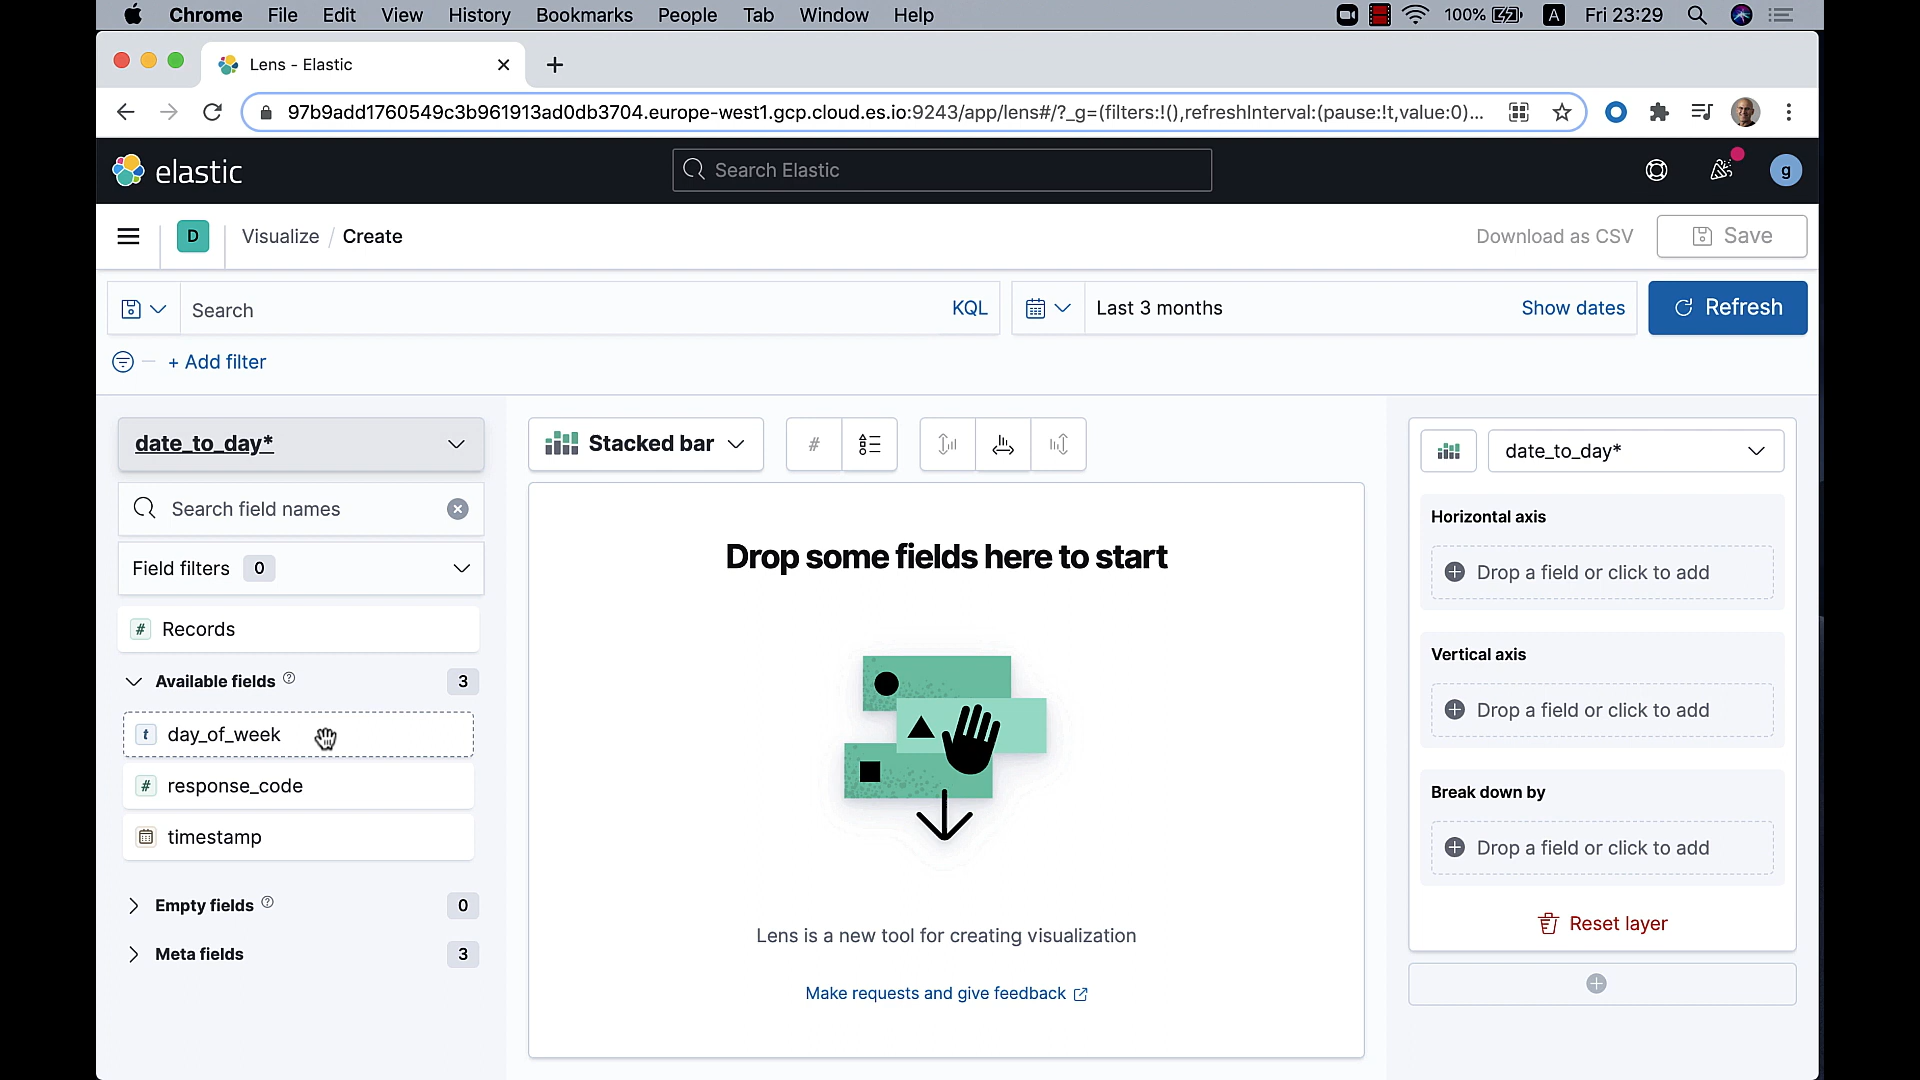 Chrome File Edit View History Bookmarks People Tab Window Help 100% A Fri 23:29
Lens - Elastic
97b9add1760549c3b961913ad0db3704.europe-west1.gcp.cloud.es.io:9243/app/lens#/?_g=(filters:!(),refreshInterval:(pause:!t,value:0)...
elastic Search Elastic g
D Visualize / Create Download as CSV Save
Search KQL Last 3 months Show dates Refresh
+ Add filter
date_to_day* Stacked bar # date_to_day*
Search field names
Horizontal axis
Drop some fields here to start
Field filters 0
Drop a field or click to add
# Records
Vertical axis
Available fields 3
Drop a field or click to add
t day_of_week
# response_code
Break down by
timestamp
Drop a field or click to add
Empty fields 0
Reset layer
Lens is a new tool for creating visualization
Meta fields 3
Make requests and give feedback